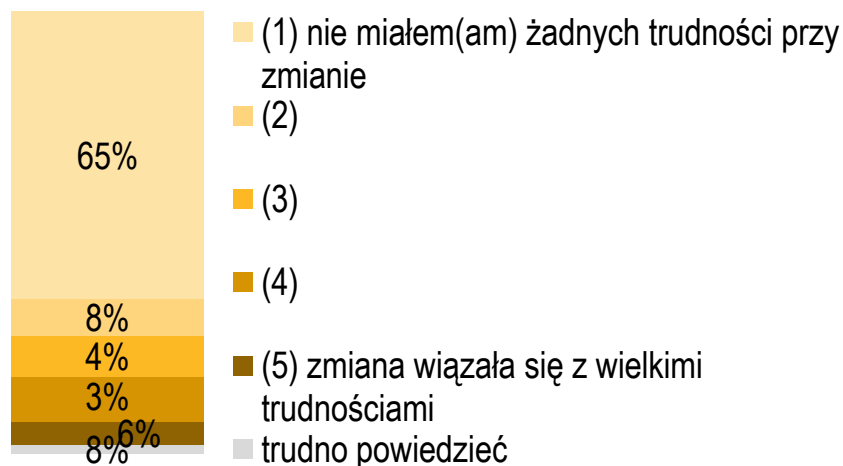 65%
8%
4%
3%
6%
8%
(1) nie miałem(am) żadnych trudności przy
zmianie
(2)
(3)
(4)
(5) zmiana wiązała się z wielkimi
trudnościami
trudno powiedzieć